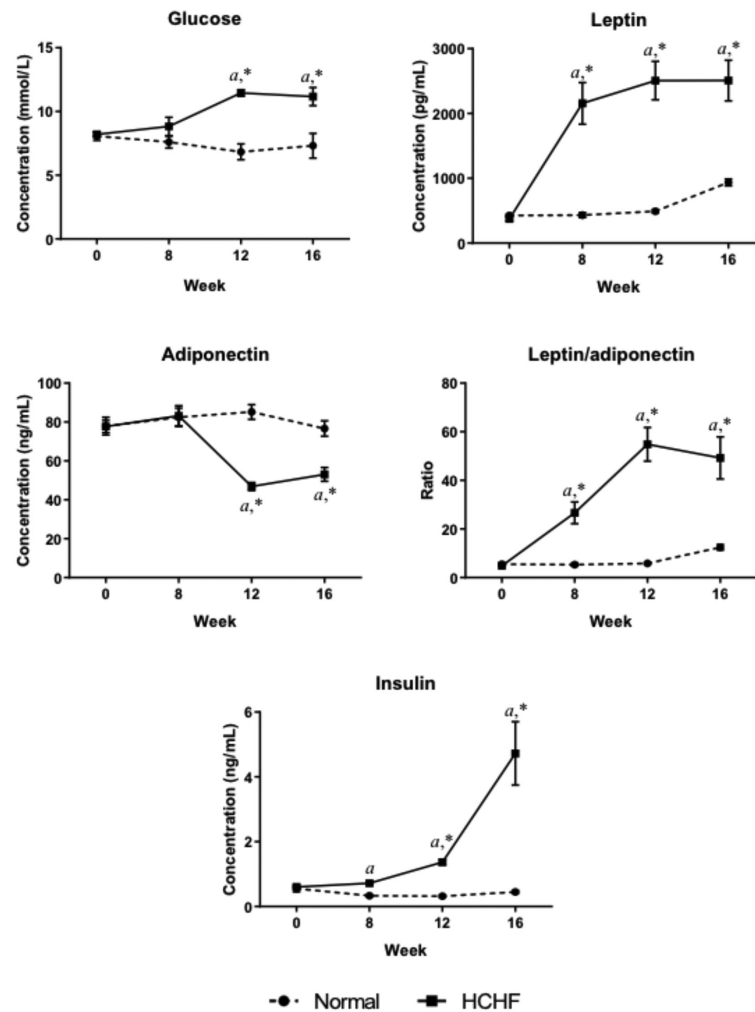 Glucose
Concentration (mmol/L)
15
10
5
0
a,* a,*
0 8 12 16
Week
Leptin
Concentration (pg/mL)
3000
2000
1000
0
a,* a,* a,*
0 8 12 16
Week
Adiponectin
Concentration (ng/mL)
100
80
60
40
20
0
a,* a,*
0 8 12 16
Week
Leptin/adiponectin
Ratio
80
60
40
20
0
a,* a,* a,*
0 8 12 16
Week
Insulin
Concentration (ng/mL)
6
4
2
0
a a,* a,*
0 8 12 16
Week
Normal HCHF